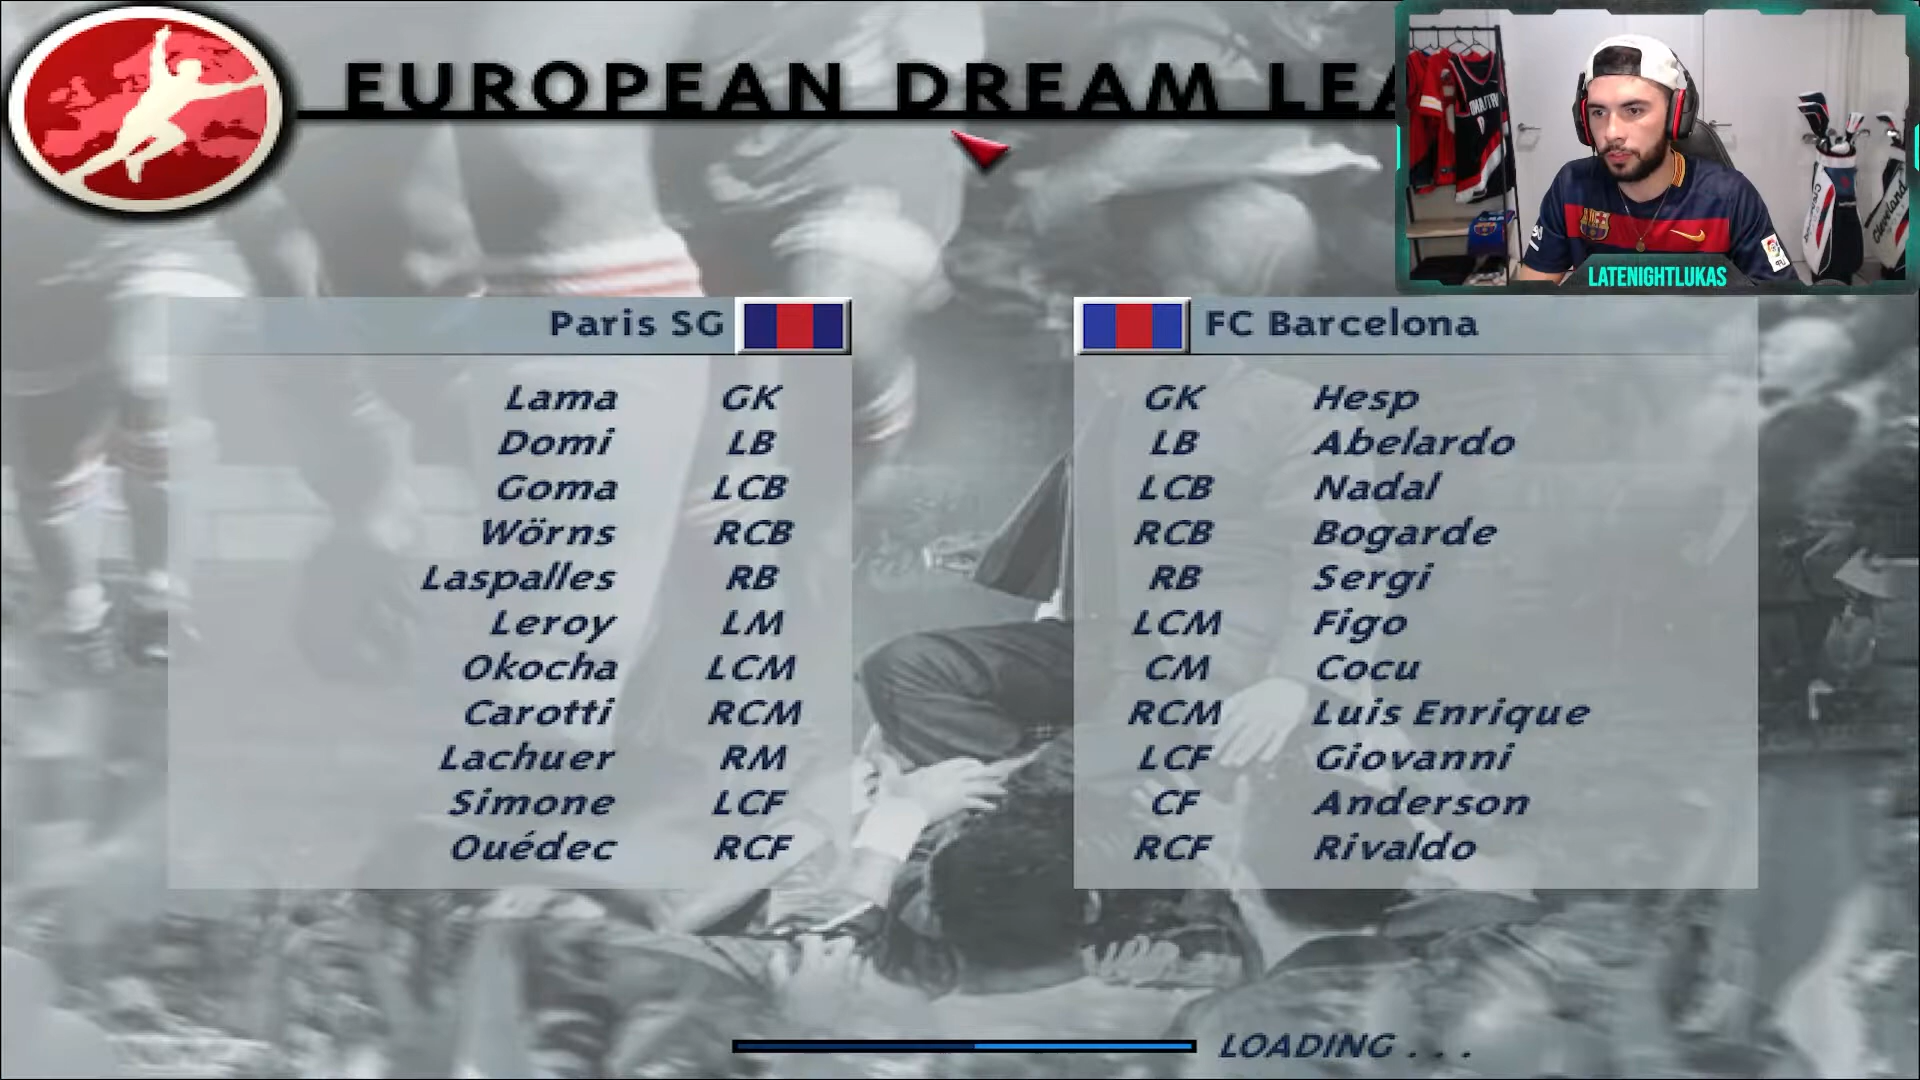 EUROPEAN DREAM LEA
LATENIGHTLUKAS
Cleveland
Paris SG
FC Barcelona
Lama GK
Domi LB
Goma LCB
Wörns RCB
Laspalles RB
Leroy LM
Okocha LCM
Carotti RCM
Lachuer RM
Simone LCF
Ouédec RCF
GK Hesp
LB Abelardo
LCB Nadal
RCB Bogarde
RB Sergi
LCM Figo
CM Cocu
RCM Luis Enrique
LCF Giovanni
CF Anderson
RCF Rivaldo
LOADING . . .